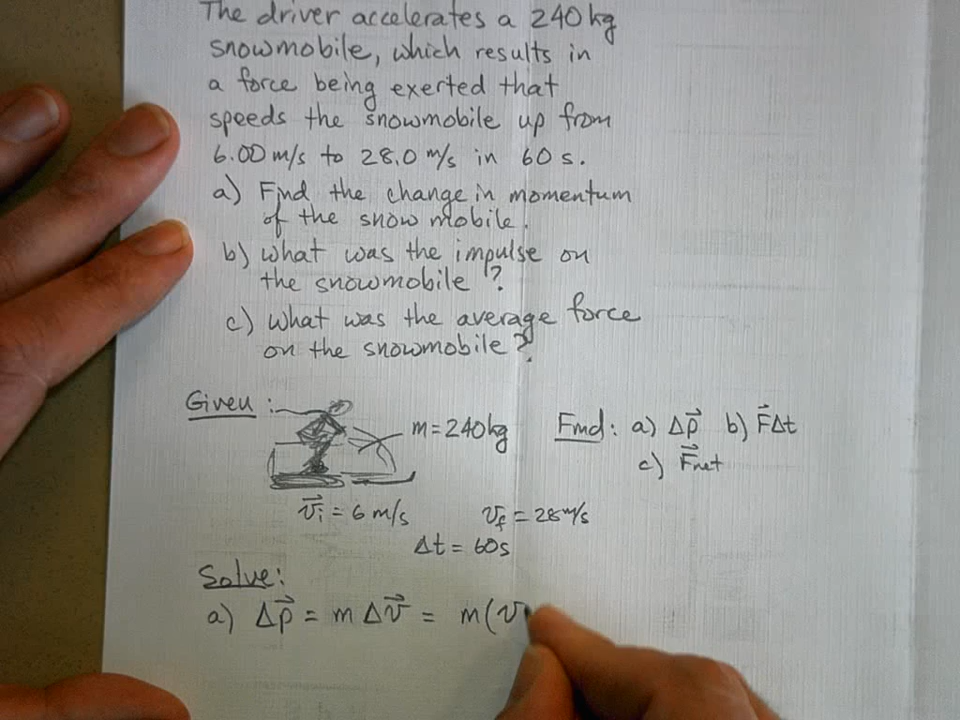 The driver accelerates a 240 kg
snowmobile, which results in
a force being exerted that
speeds the snowmobile up from
6.00 m/s to 28.0 m/s in 60 s.
a) Find the change in momentum
of the snow mobile.
b) what was the impulse on
the snowmobile?
c) what was the average force
on the snowmobile?
Given:
m = 240kg
Find: a) Δp⃗ b) F⃗Δt
c) F⃗net
v⃗i = 6 m/s vf = 28 m/s
Δt = 60s
Solve:
a) Δp⃗ = m Δv⃗ = m(v